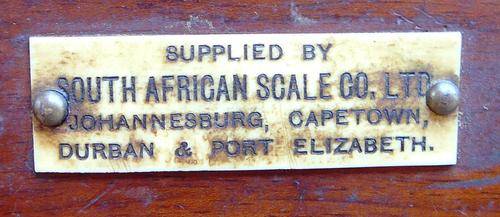 SUPPLIED BY
SOUTH AFRICAN SCALE CO. LTD
JOHANNESBURG, CAPETOWN,
DURBAN & PORT ELIZABETH.